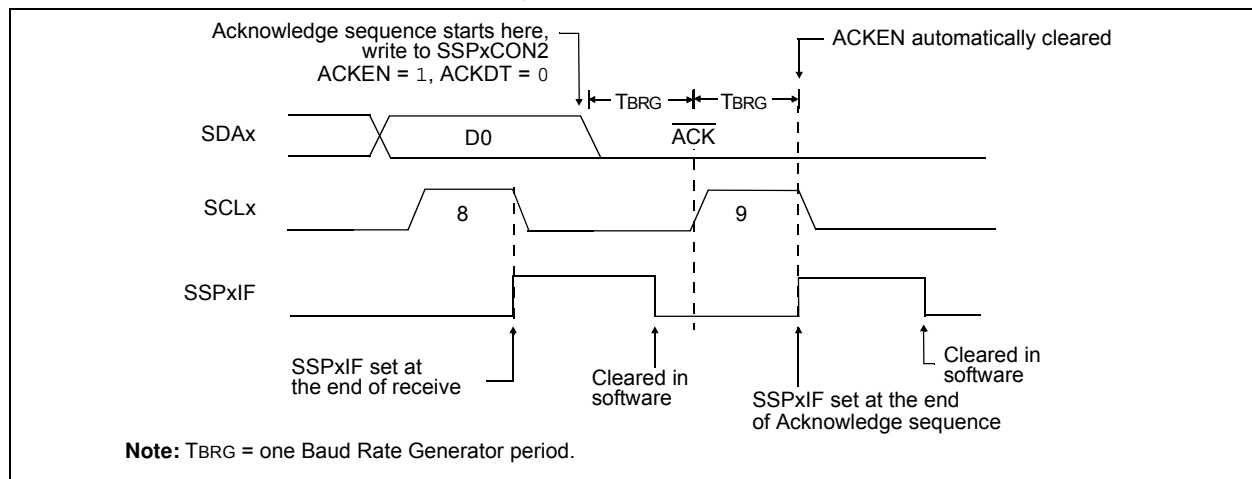 Acknowledge sequence starts here,
write to SSPxCON2
ACKEN = 1, ACKDT = 0
ACKEN automatically cleared
TBRG
TBRG
SDAx
D0
ACK
SCLx
8
9
SSPxIF
SSPxIF set at
the end of receive
Cleared in
software
SSPxIF set at the end
of Acknowledge sequence
Cleared in
software
Note: TBRG = one Baud Rate Generator period.